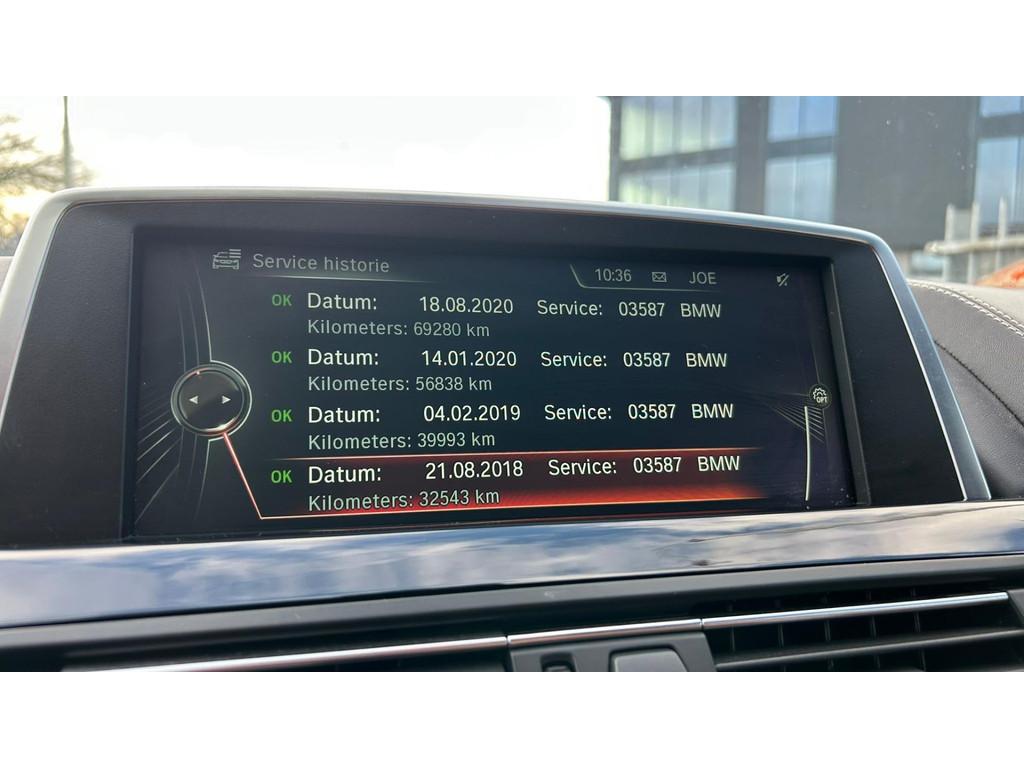 Service historie
10:36 JOE
OK Datum: 18.08.2020 Service: 03587 BMW
Kilometers: 69280 km
OK Datum: 14.01.2020 Service: 03587 BMW
Kilometers: 56838 km
OK Datum: 04.02.2019 Service: 03587 BMW
Kilometers: 39993 km
OPT
OK Datum: 21.08.2018 Service: 03587 BMW
Kilometers: 32543 km